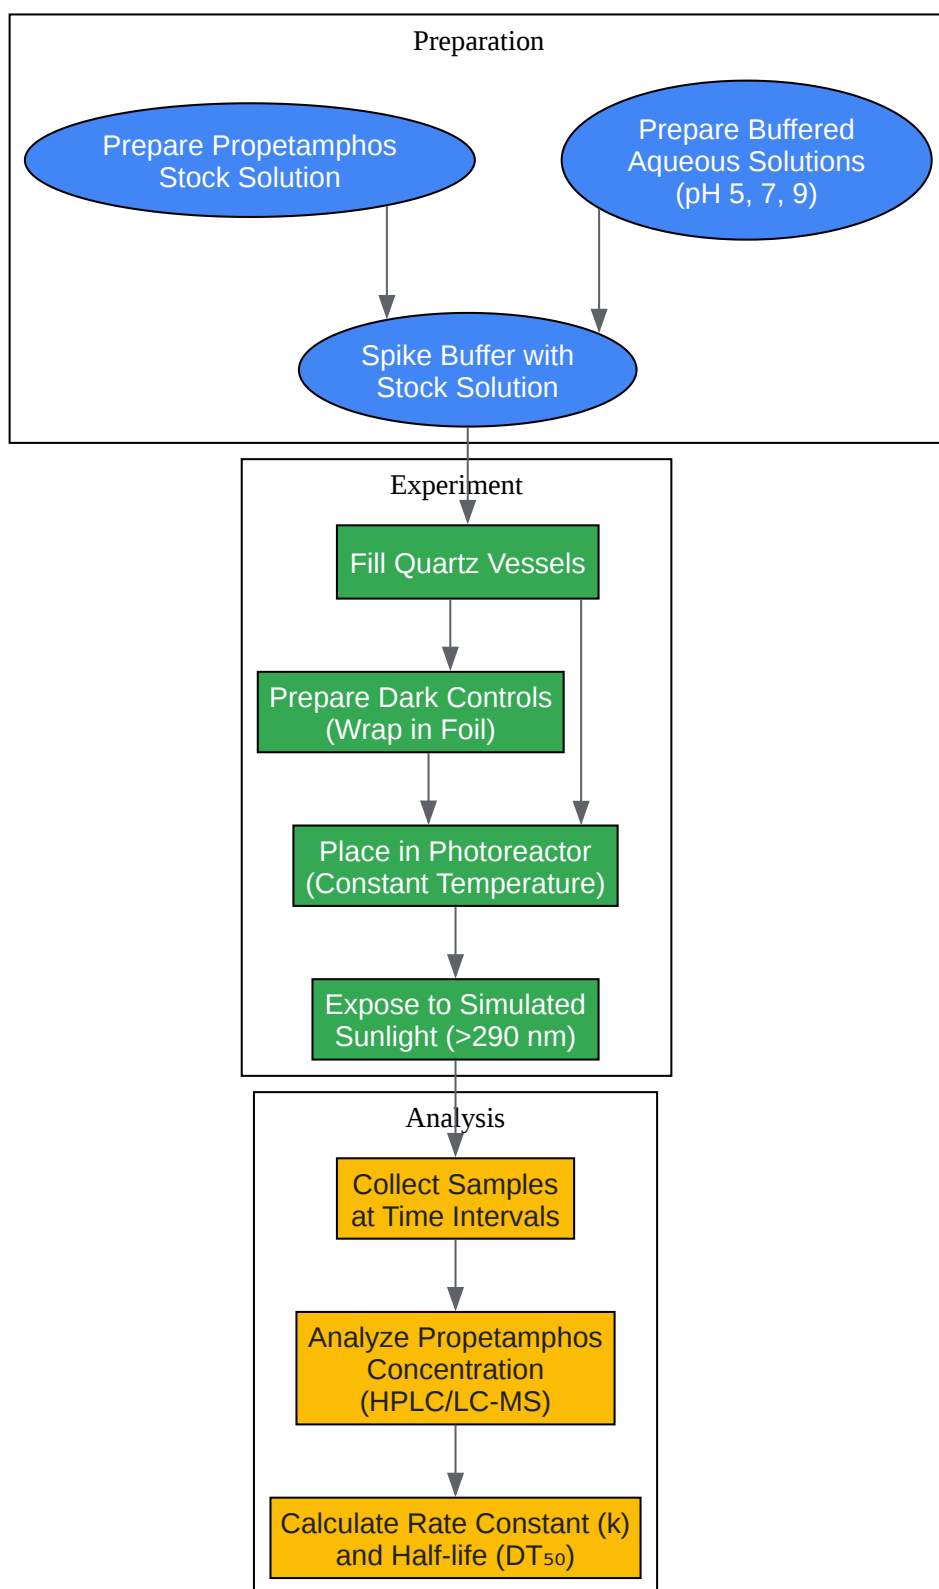 Preparation
Prepare Propetamphos
Stock Solution
Prepare Buffered
Aqueous Solutions
(pH 5, 7, 9)
Spike Buffer with
Stock Solution
Experiment
Fill Quartz Vessels
Prepare Dark Controls
(Wrap in Foil)
Place in Photoreactor
(Constant Temperature)
Expose to Simulated
Sunlight (>290 nm)
Analysis
Collect Samples
at Time Intervals
Analyze Propetamphos
Concentration
(HPLC/LC-MS)
Calculate Rate Constant (k)
and Half-life (DT₅₀)